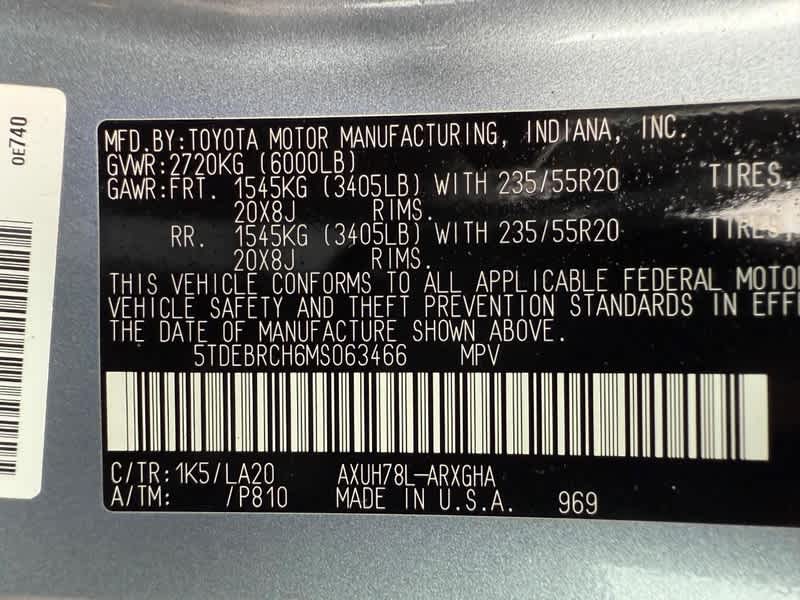 0E740
MFD.BY:TOYOTA MOTOR MANUFACTURING, INDIANA, INC.
GVWR:2720KG (6000LB)
GAWR:FRT. 1545KG (3405LB) WITH 235/55R20 TIRES,
20X8J RIMS.
RR. 1545KG (3405LB) WITH 235/55R20 TIRES,
20X8J RIMS.
THIS VEHICLE CONFORMS TO ALL APPLICABLE FEDERAL MOTO
VEHICLE SAFETY AND THEFT PREVENTION STANDARDS IN EFF
THE DATE OF MANUFACTURE SHOWN ABOVE.
5TDEBRCH6MS063466 MPV
C/TR:1K5/LA20 AXUH78L-ARXGHA
A/TM: /P810 MADE IN U.S.A. 969